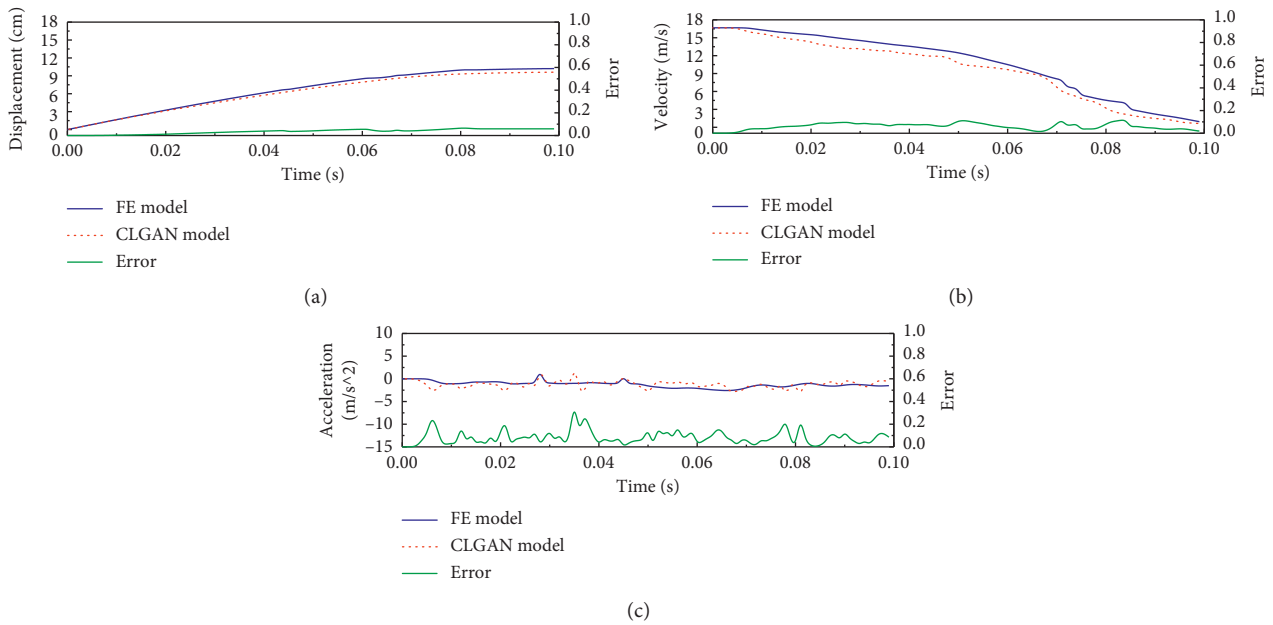 Displacement (cm)
18
15
12
9
6
3
0
1.0
0.8
0.6
0.4
0.2
0.0
Error
0.00 0.02 0.04 0.06 0.08 0.10
Time (s)
FE model
CLGAN model
Error
(a)
Velocity (m/s)
18
15
12
9
6
3
0
1.0
0.8
0.6
0.4
0.2
0.0
Error
0.00 0.02 0.04 0.06 0.08 0.10
Time (s)
FE model
CLGAN model
Error
(b)
Acceleration
(m/s^2)
10
5
0
−5
−10
−15
1.0
0.8
0.6
0.4
0.2
0.0
Error
0.00 0.02 0.04 0.06 0.08 0.10
Time (s)
FE model
CLGAN model
Error
(c)